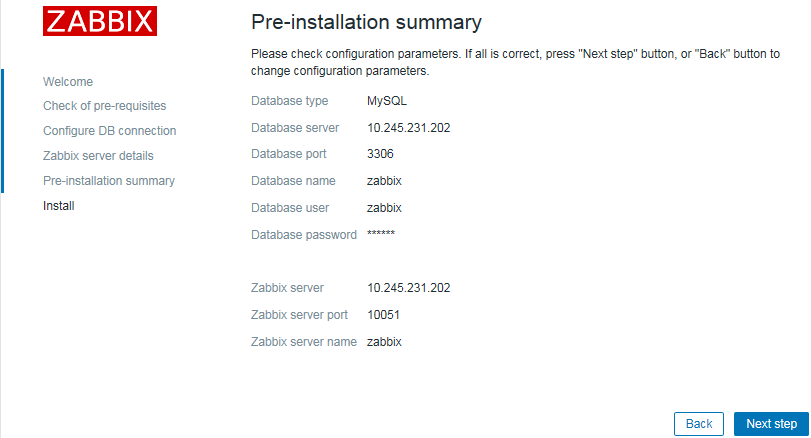 ZABBIX
Welcome
Check of pre-requisites
Configure DB connection
Zabbix server details
Pre-installation summary
Install
Pre-installation summary
Please check configuration parameters. If all is correct, press "Next step" button, or "Back" button to
change configuration parameters.
Database type MySQL
Database server 10.245.231.202
Database port 3306
Database name zabbix
Database user zabbix
Database password ******
Zabbix server 10.245.231.202
Zabbix server port 10051
Zabbix server name zabbix
Back Next step